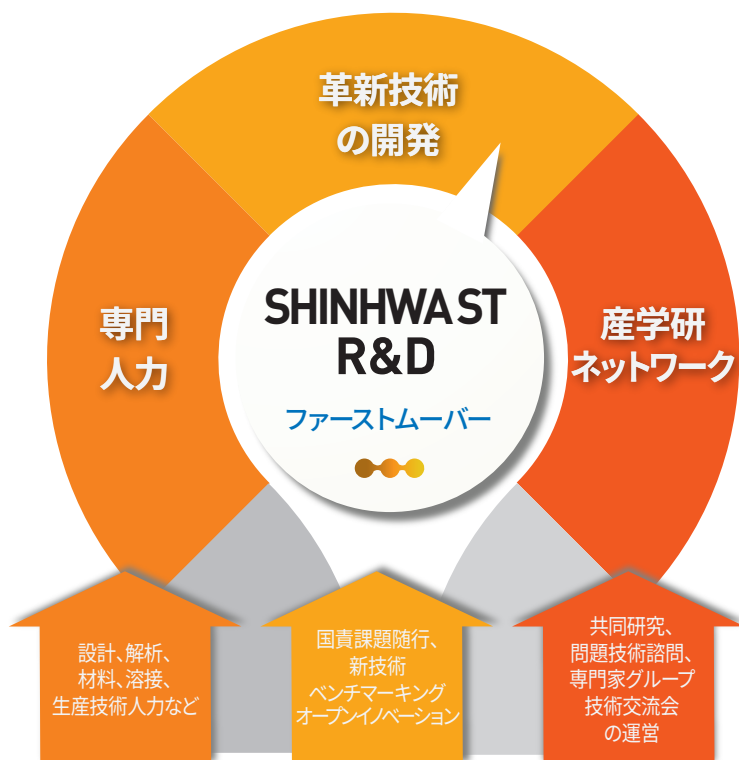 革新技術
の開発
専門
人力
SHINHWA ST
R&D
ファーストムーバー
産学研
ネットワーク
設計、解析、
材料、溶接、
生産技術人力など
国責課題随行、
新技術
ベンチマーキング
オープンイノベーション
共同研究、
問題技術諮問、
専門家グループ
技術交流会
の運営